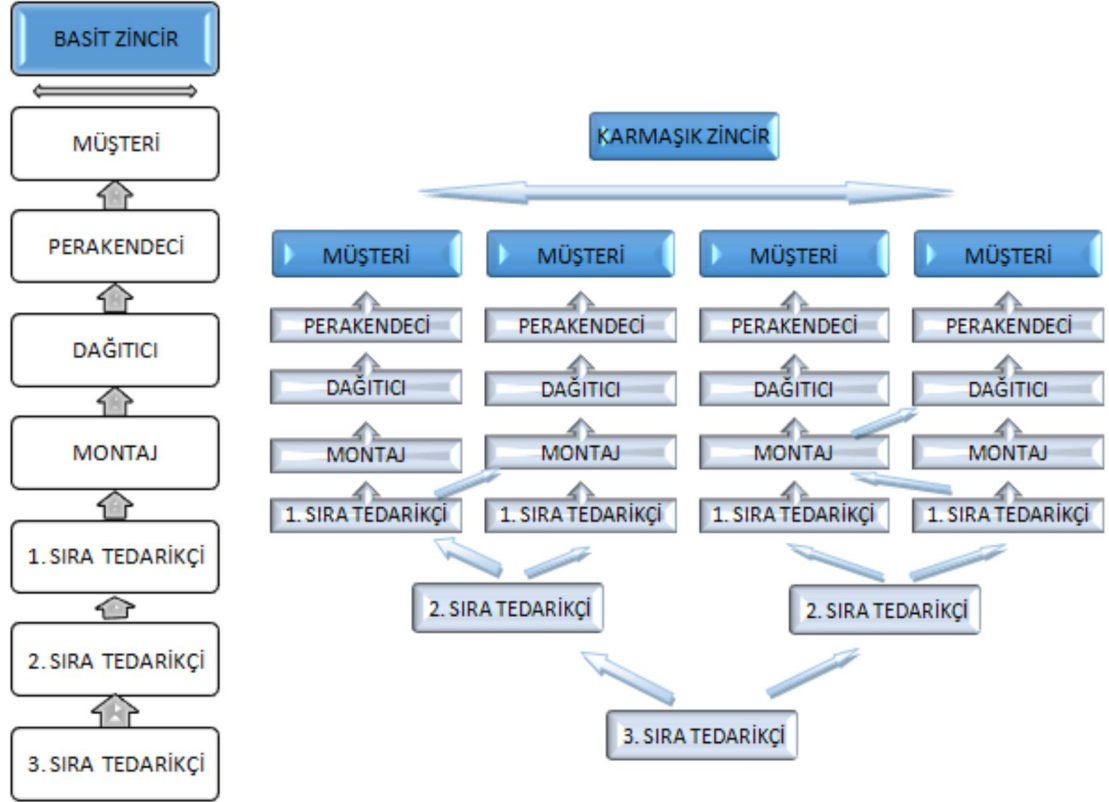 BASİT ZİNCİR
MÜŞTERİ
PERAKENDECİ
DAĞITICI
MONTAJ
1. SIRA TEDARİKÇİ
2. SIRA TEDARİKÇİ
3. SIRA TEDARİKÇİ
KARMAŞIK ZİNCİR
MÜŞTERİ MÜŞTERİ MÜŞTERİ MÜŞTERİ
PERAKENDECİ PERAKENDECİ PERAKENDECİ PERAKENDECİ
DAĞITICI DAĞITICI DAĞITICI DAĞITICI
MONTAJ MONTAJ MONTAJ MONTAJ
1. SIRA TEDARİKÇİ 1. SIRA TEDARİKÇİ 1. SIRA TEDARİKÇİ 1. SIRA TEDARİKÇİ
2. SIRA TEDARİKÇİ 2. SIRA TEDARİKÇİ
3. SIRA TEDARİKÇİ